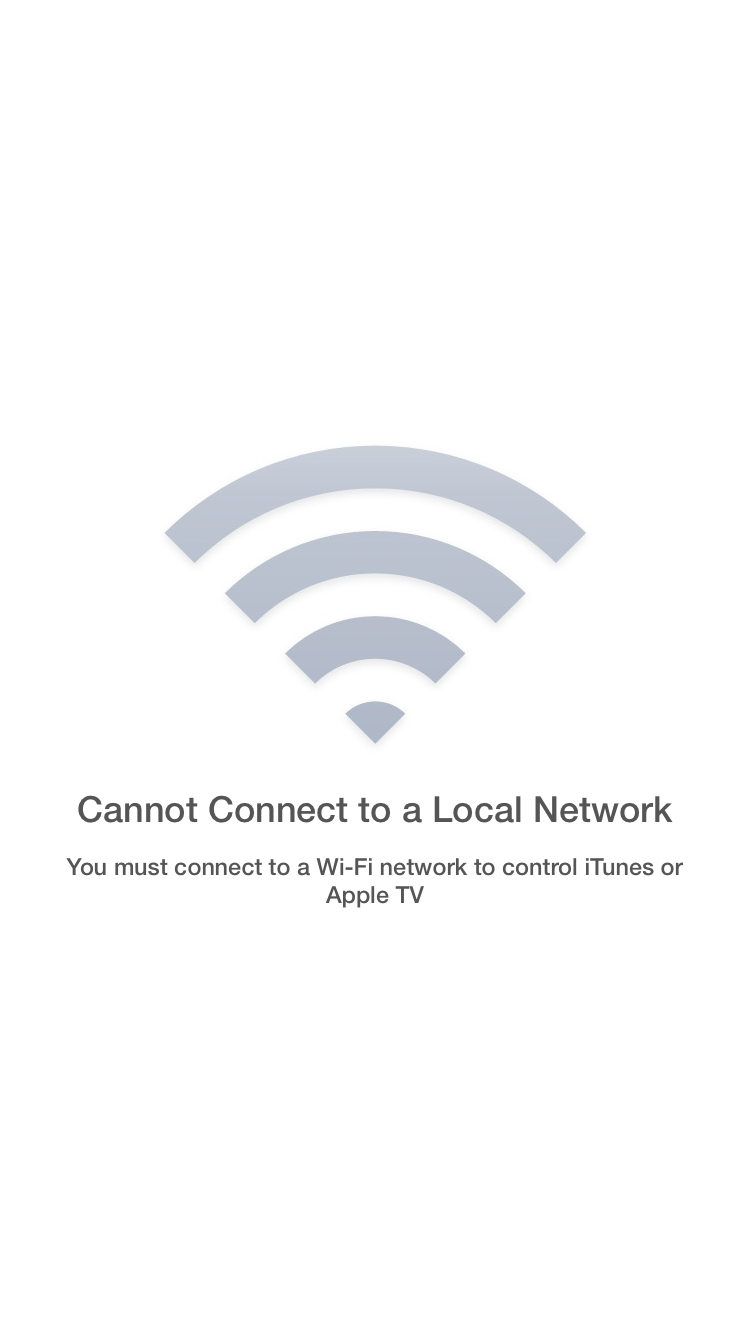 Cannot Connect to a Local Network
You must connect to a Wi-Fi network to control iTunes or
Apple TV